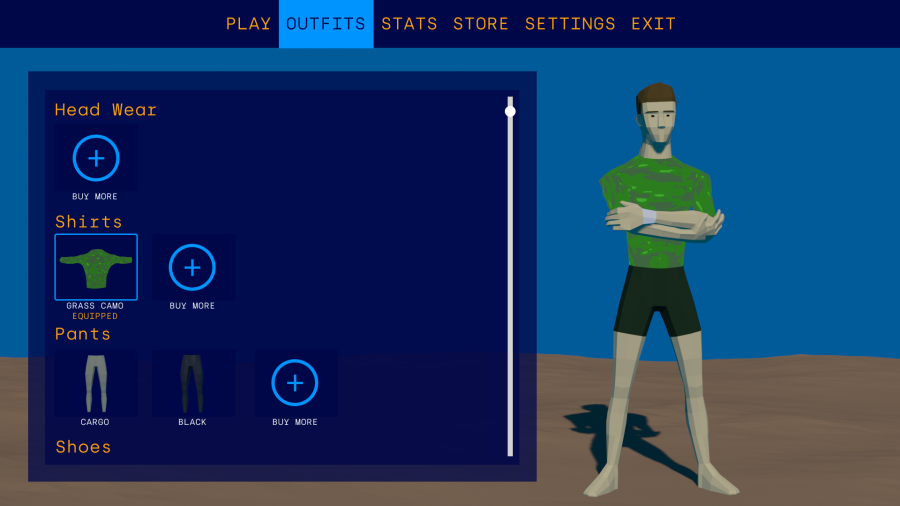 PLAY OUTFITS STATS STORE SETTINGS EXIT
Head Wear
BUY MORE
Shirts
GRASS CAMO BUY MORE
EQUIPPED
Pants
CARGO BLACK BUY MORE
Shoes